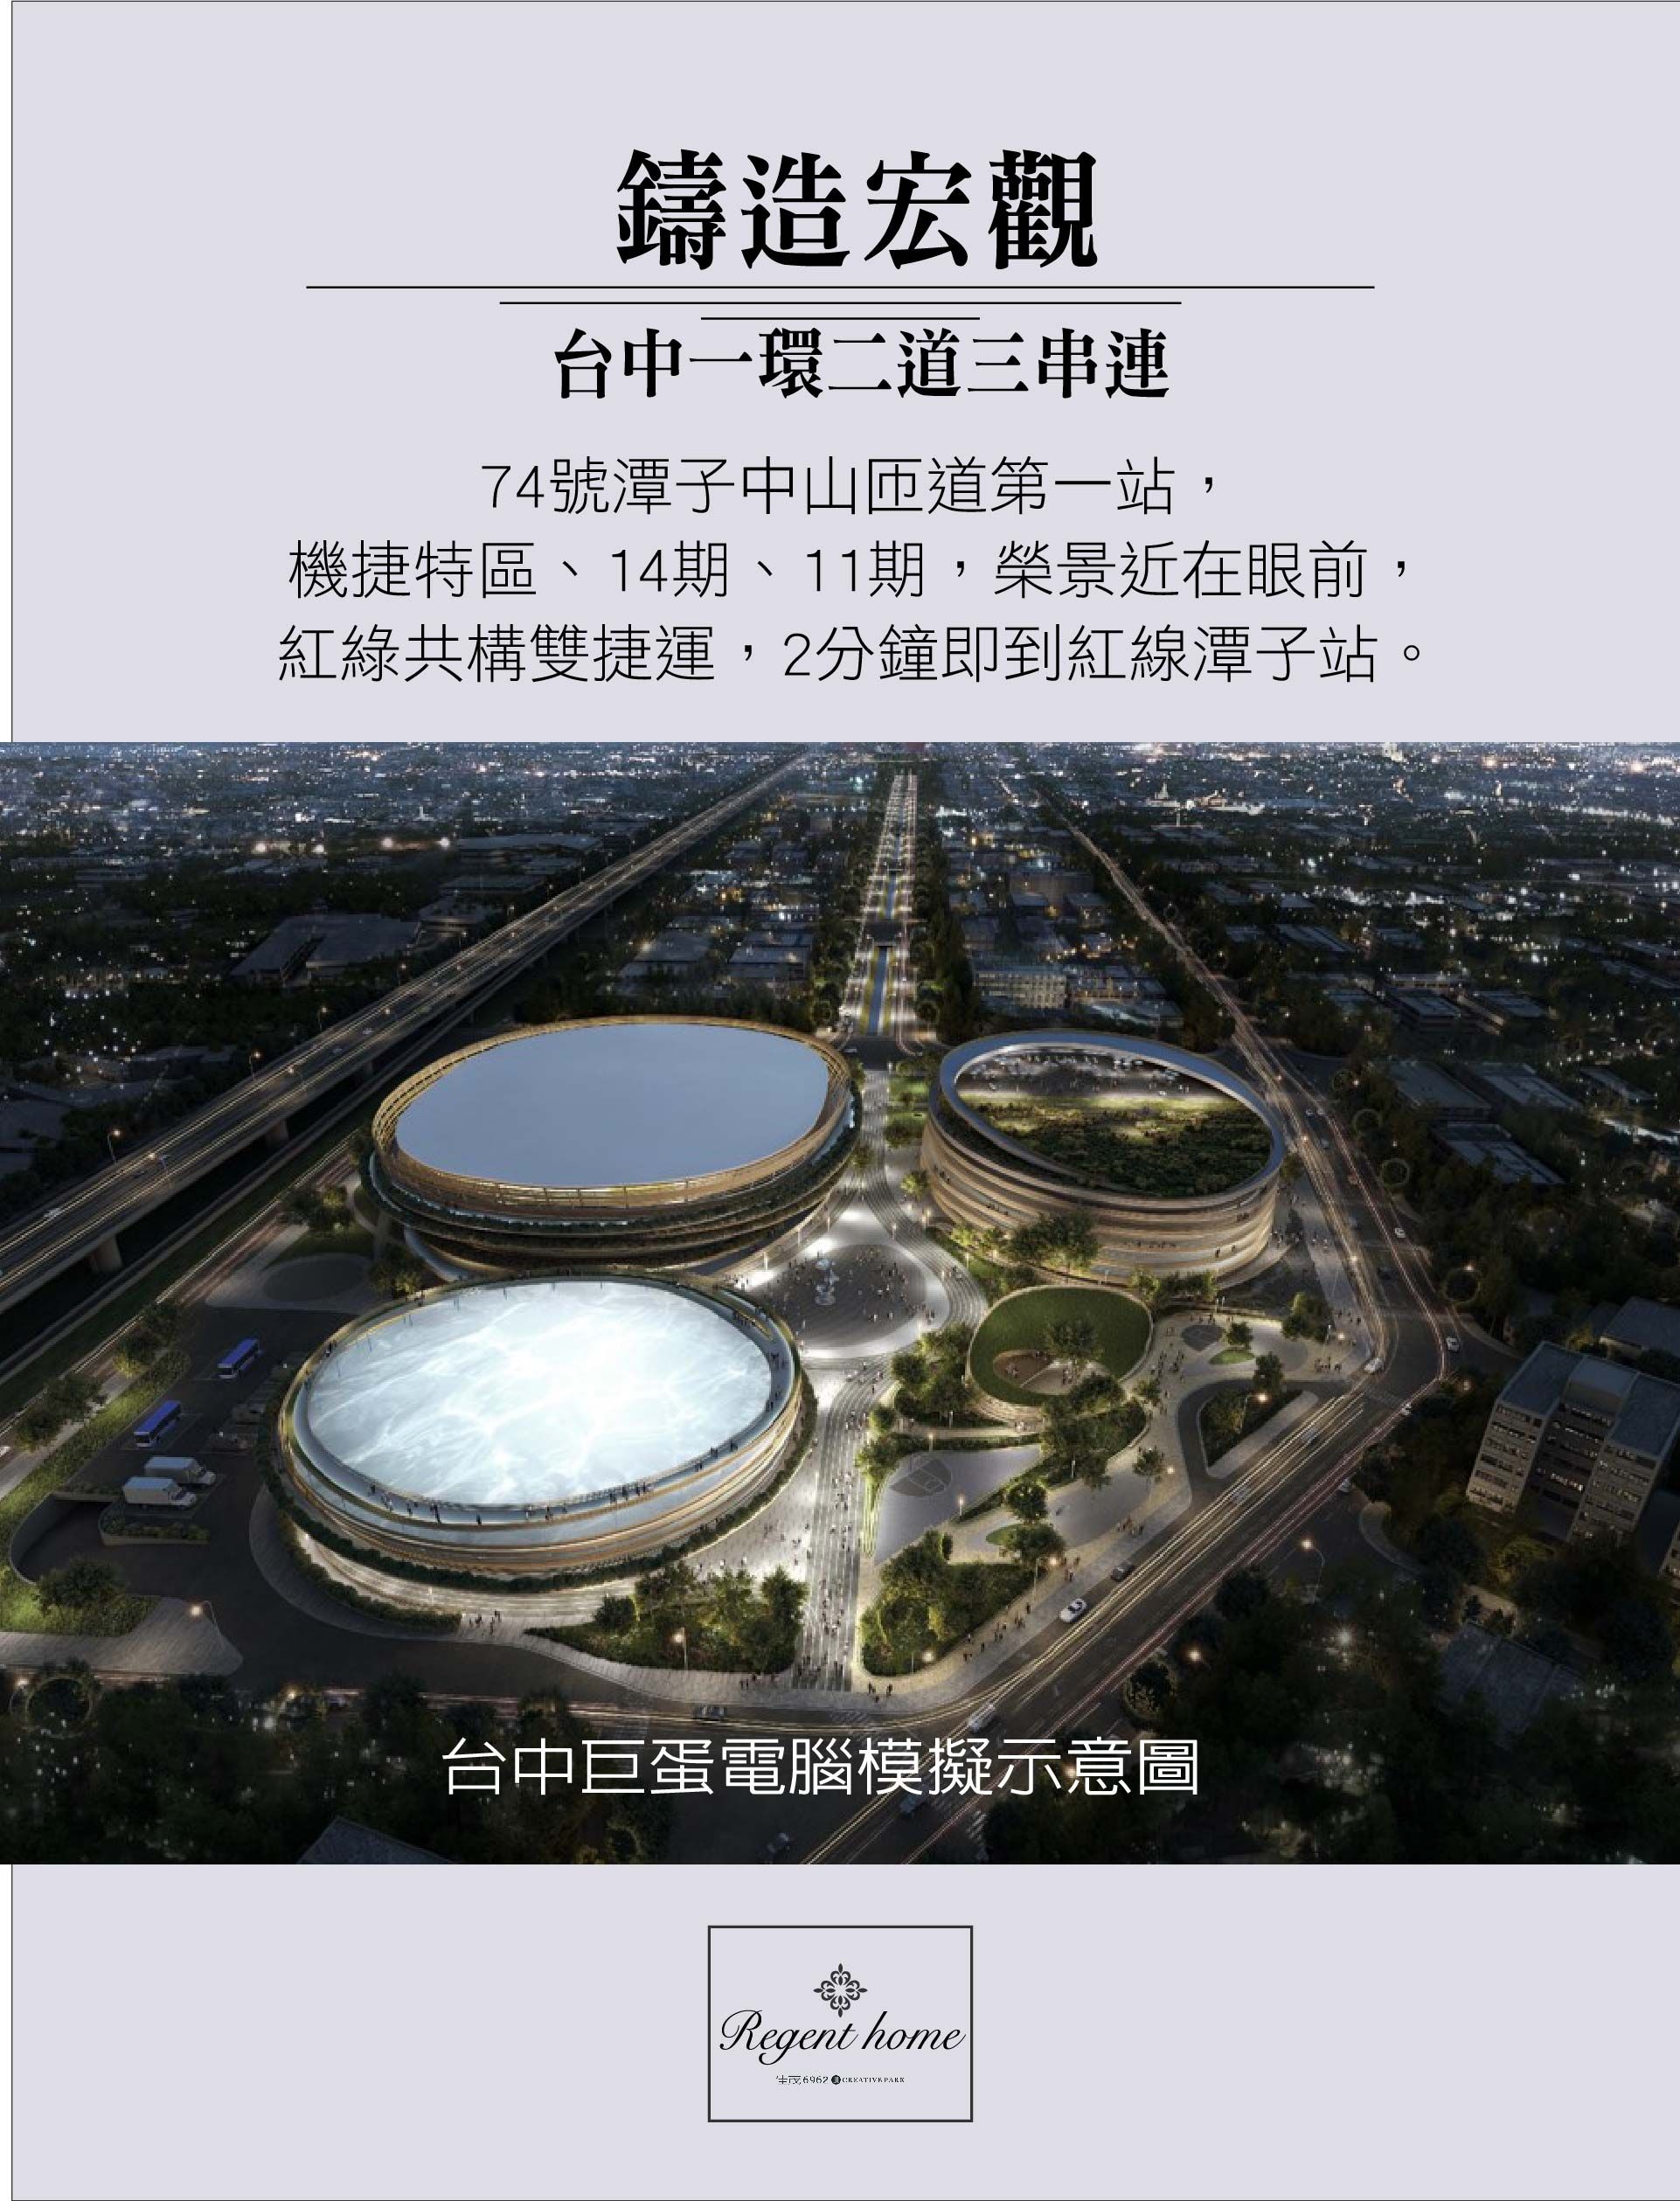 鑄造宏觀
台中一環二道三串連
74號潭子中山匝道第一站，
機捷特區、14期、11期，榮景近在眼前，
紅綠共構雙捷運，2分鐘即到紅線潭子站。
台中巨蛋電腦模擬示意圖
Regent home
6962 CREATIVE PARK